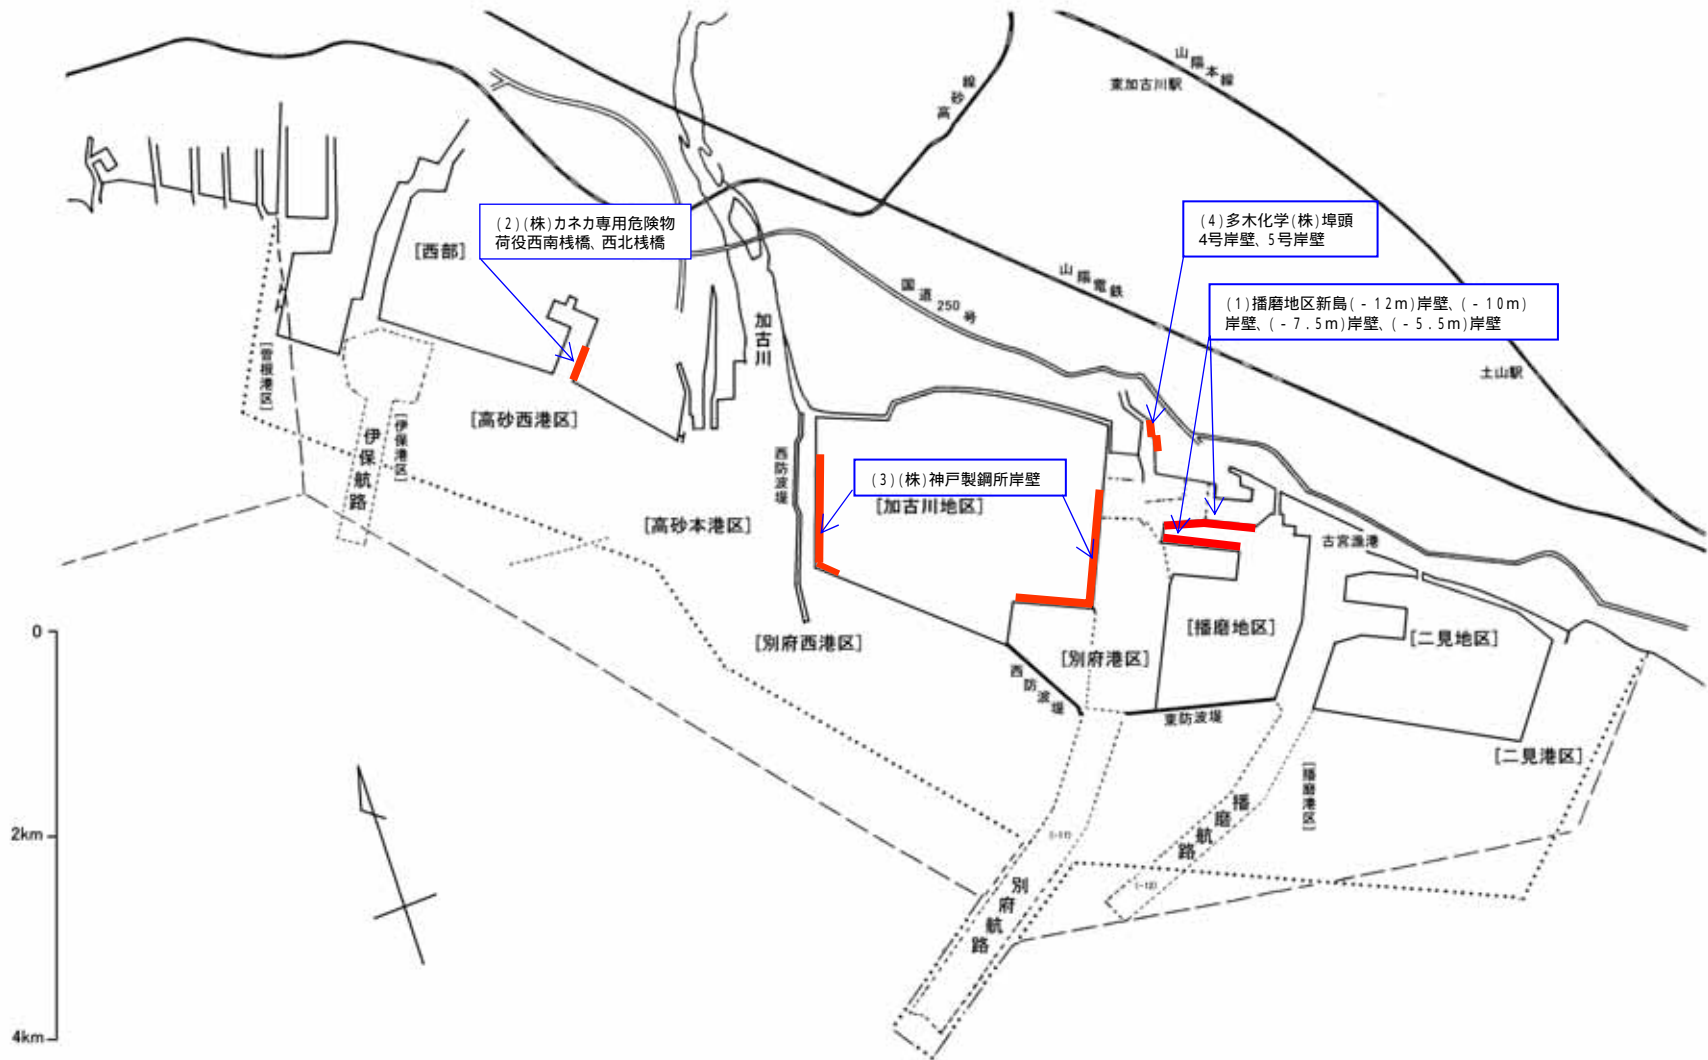 山陽本線
東加古川駅
高砂線
(2)(株)カネカ専用危険物
荷役西南桟橋、西北桟橋
(4)多木化学(株)埠頭
4号岸壁、5号岸壁
[西部]
山陽電鉄
国道250号
(1)播磨地区新島(-12m)岸壁、(-10m)
岸壁、(-7.5m)岸壁、(-5.5m)岸壁
加古川
土山駅
[曽根港区]
[伊保港区]
伊保航路
[高砂西港区]
西防波堤
(3)(株)神戸製鋼所岸壁
[加古川地区]
[高砂本港区]
古宮漁港
0
[別府西港区]
[別府港区]
[播磨地区]
[二見地区]
西防波堤
東防波堤
[二見港区]
[播磨港区]
播磨航路
2km
(-17)
(-12)
別府航路
4km